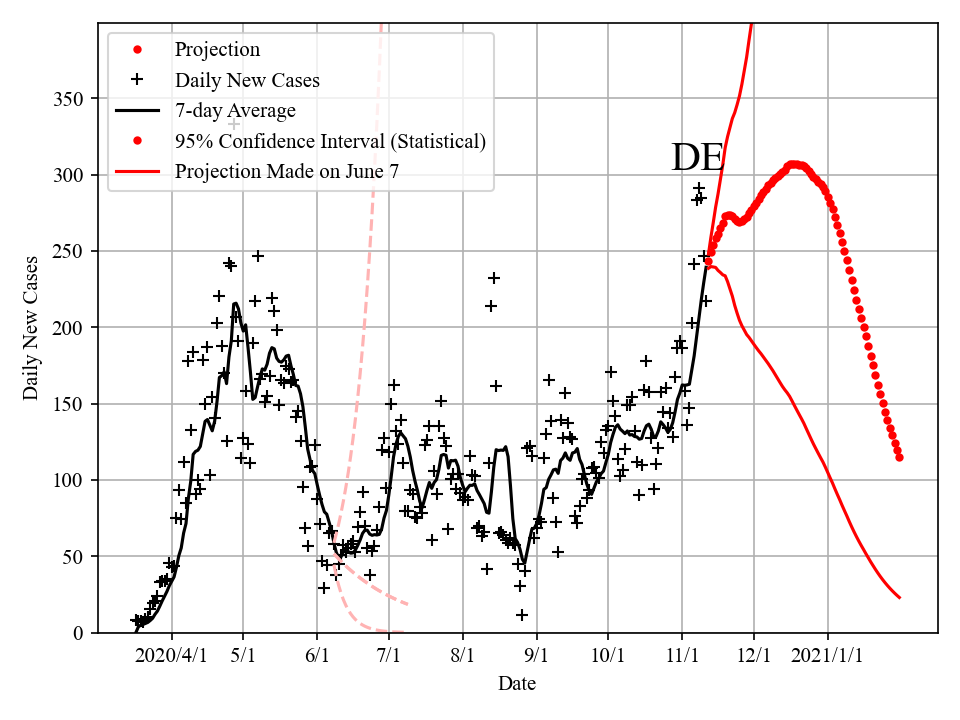 Projection
Daily New Cases
7-day Average
95% Confidence Interval (Statistical)
Projection Made on June 7
DE
350
300
250
200
150
100
50
0
Daily New Cases
2020/4/1 5/1 6/1 7/1 8/1 9/1 10/1 11/1 12/1 2021/1/1
Date